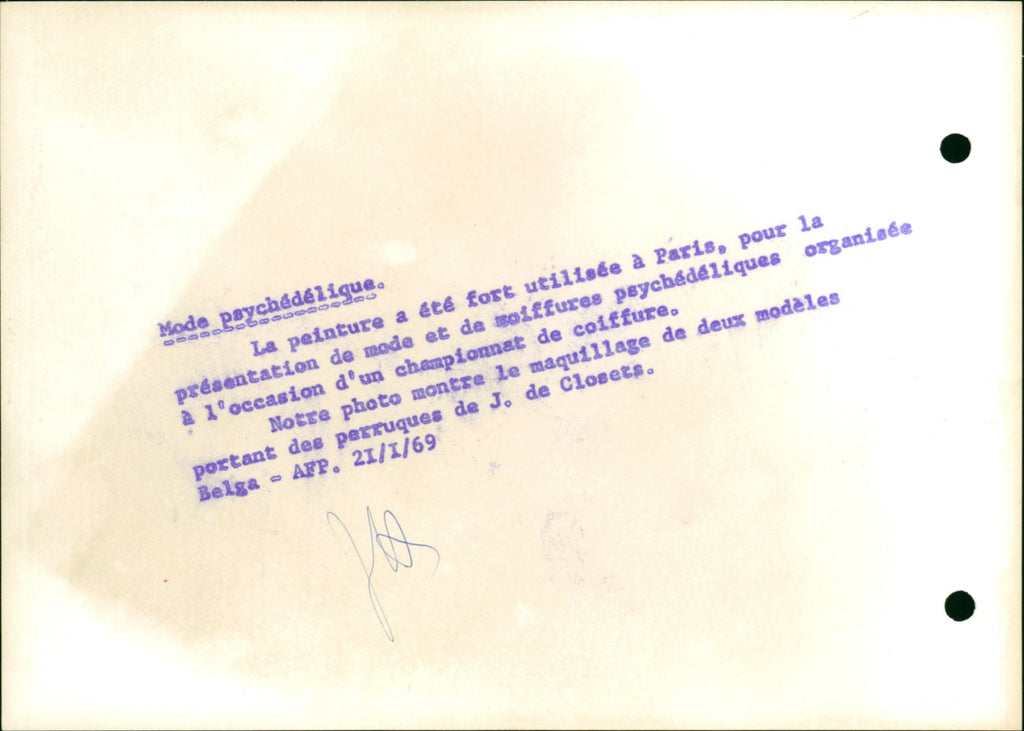 Mode psychédélique.
La peinture a été fort utilisée à Paris, pour la
présentation de mode et de coiffures psychédéliques organisée
à l'occasion d'un championnat de coiffure.
Notre photo montre le maquillage de deux modèles
portant des perruques de J. de Closets.
Belga - AFP. 2I/I/69